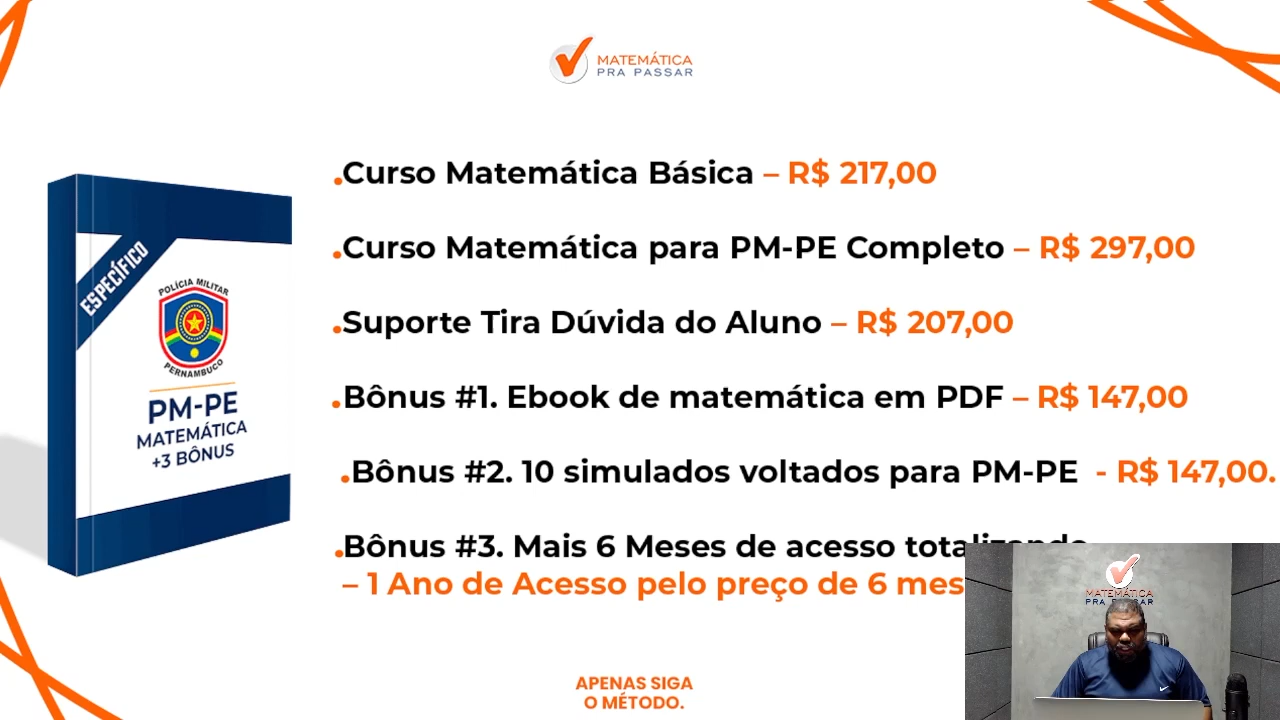 MATEMÁTICA
PRA PASSAR
.Curso Matemática Básica – R$ 217,00
.Curso Matemática para PM-PE Completo – R$ 297,00
.Suporte Tira Dúvida do Aluno – R$ 207,00
.Bônus #1. Ebook de matemática em PDF – R$ 147,00
.Bônus #2. 10 simulados voltados para PM-PE - R$ 147,00.
.Bônus #3. Mais 6 Meses de acesso totalizando
– 1 Ano de Acesso pelo preço de 6 mes
ESPECÍFICO
POLÍCIA MILITAR
PERNAMBUCO
PM-PE
MATEMÁTICA
+3 BÔNUS
MATEMÁTICA
PRA PASSAR
APENAS SIGA
O MÉTODO.